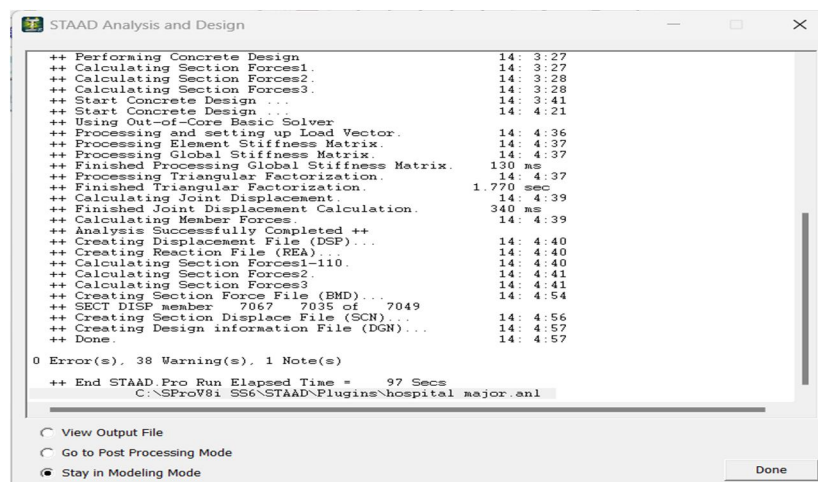 STAAD Analysis and Design
++ Performing Concrete Design 14: 3:27
++ Calculating Section Forces1. 14: 3:27
++ Calculating Section Forces2. 14: 3:28
++ Calculating Section Forces3. 14: 3:28
++ Start Concrete Design ... 14: 3:41
++ Start Concrete Design ... 14: 4:21
++ Using Out-of-Core Basic Solver
++ Processing and setting up Load Vector. 14: 4:36
++ Processing Element Stiffness Matrix. 14: 4:37
++ Processing Global Stiffness Matrix. 14: 4:37
++ Finished Processing Global Stiffness Matrix. 130 ms
++ Processing Triangular Factorization. 14: 4:37
++ Finished Triangular Factorization. 1.770 sec
++ Calculating Joint Displacement. 14: 4:39
++ Finished Joint Displacement Calculation. 340 ms
++ Calculating Member Forces. 14: 4:39
++ Analysis Successfully Completed ++
++ Creating Displacement File (DSP)... 14: 4:40
++ Creating Reaction File (REA)... 14: 4:40
++ Calculating Section Forces1-110. 14: 4:40
++ Calculating Section Forces2. 14: 4:41
++ Calculating Section Forces3 14: 4:41
++ Creating Section Force File (BMD)... 14: 4:54
++ SECT DISP member 7067 7035 of 7049
++ Creating Section Displace File (SCN)... 14: 4:56
++ Creating Design information File (DGN)... 14: 4:57
++ Done. 14: 4:57
0 Error(s), 38 Warning(s), 1 Note(s)
++ End STAAD.Pro Run Elapsed Time = 97 Secs
C:\SProV8i SS6\STAAD\Plugins\hospital major.anl
View Output File
Go to Post Processing Mode
Stay in Modeling Mode
Done